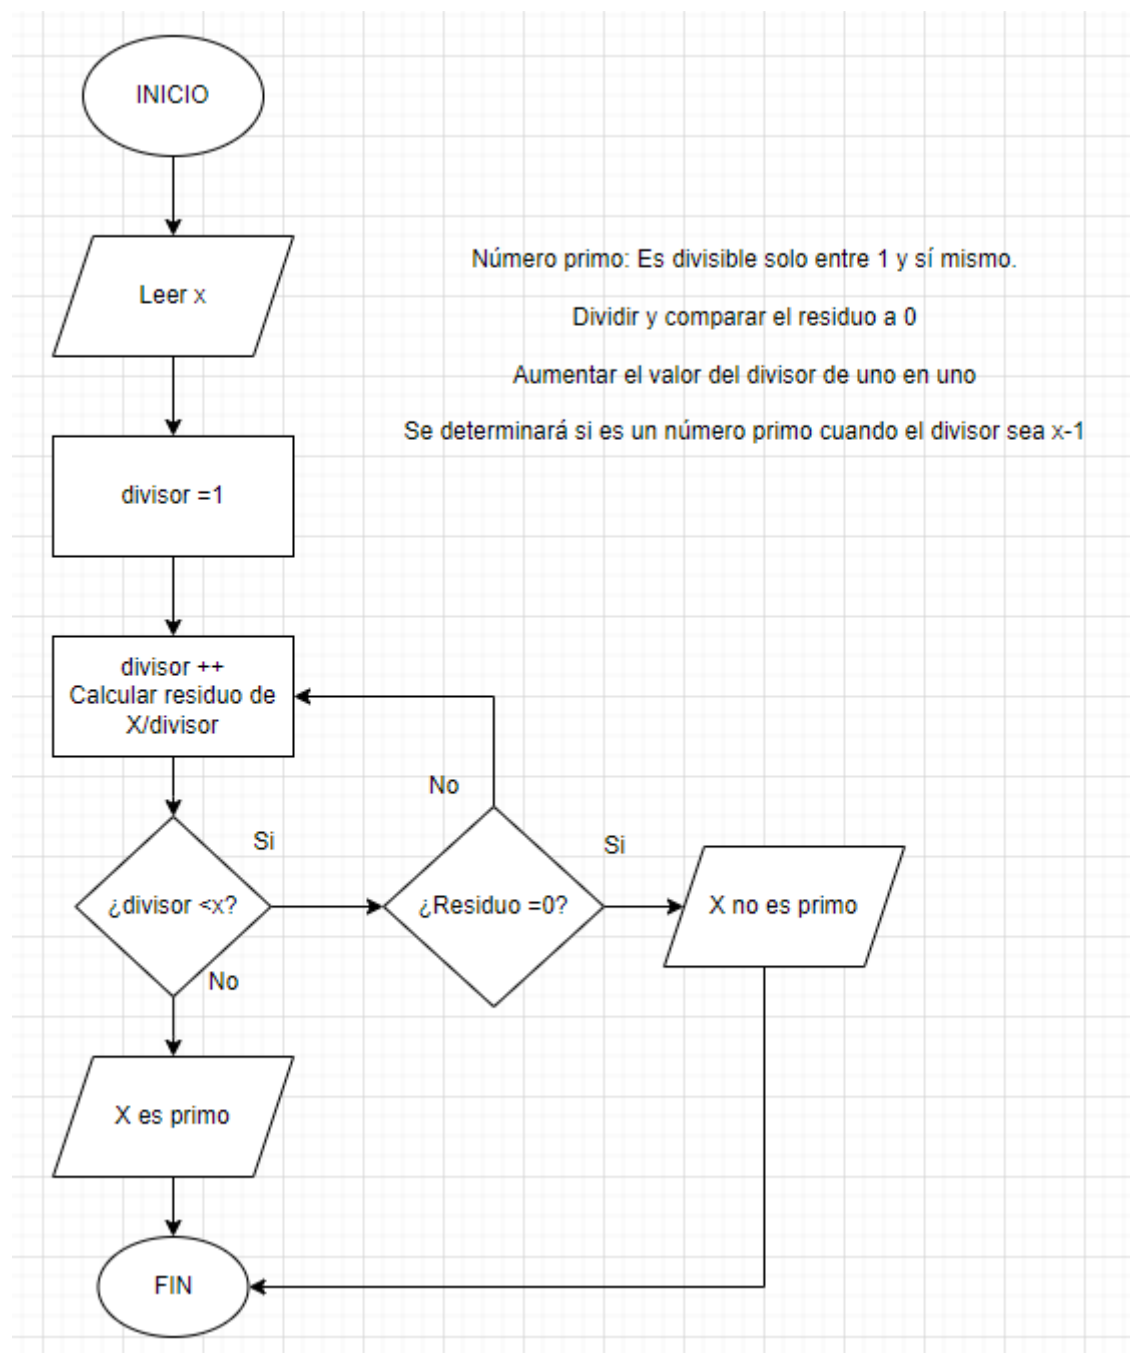 INICIO
Leer x
Número primo: Es divisible solo entre 1 y sí mismo.
Dividir y comparar el residuo a 0
Aumentar el valor del divisor de uno en uno
Se determinará si es un número primo cuando el divisor sea x-1
divisor =1
divisor ++
Calcular residuo de
X/divisor
No
Si
¿divisor <x?
¿Residuo =0?
Si
X no es primo
No
X es primo
FIN